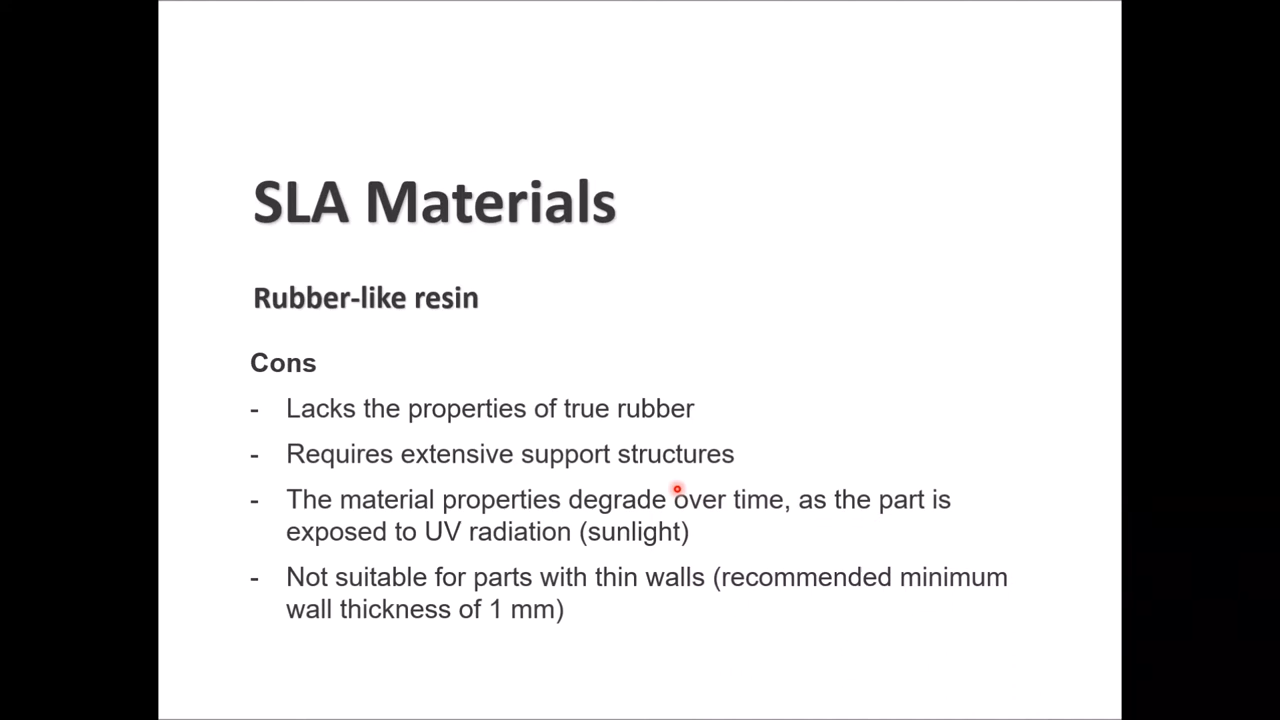 SLA Materials
Rubber-like resin
Cons
- Lacks the properties of true rubber
- Requires extensive support structures
- The material properties degrade over time, as the part is
exposed to UV radiation (sunlight)
- Not suitable for parts with thin walls (recommended minimum
wall thickness of 1 mm)